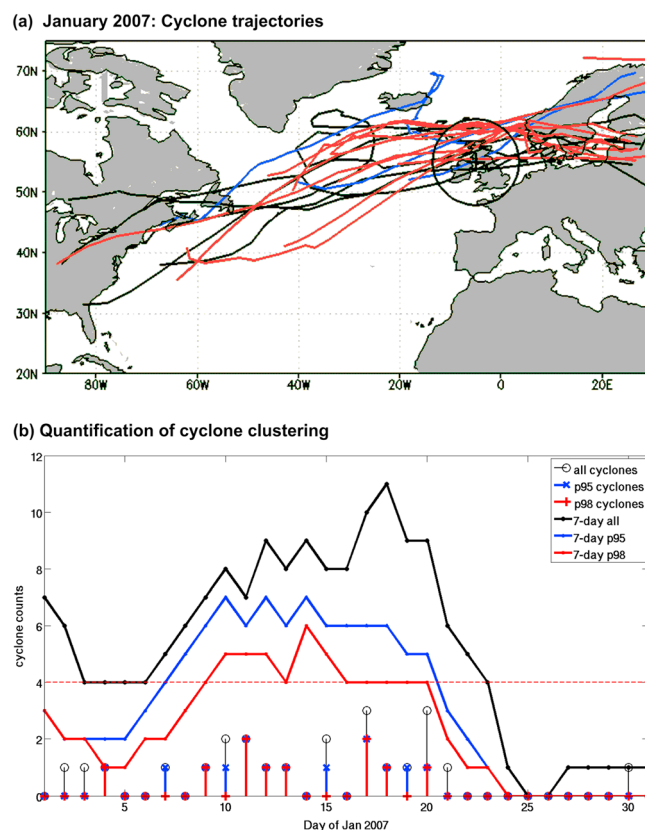 (a) January 2007: Cyclone trajectories
70N
60N
50N
40N
30N
20N
80W 60W 40W 20W 0 20E
(b) Quantification of cyclone clustering
12
10
8
6
4
2
0
cyclone counts
all cyclones
p95 cyclones
p98 cyclones
7-day all
7-day p95
7-day p98
5 10 15 20 25 30
Day of Jan 2007